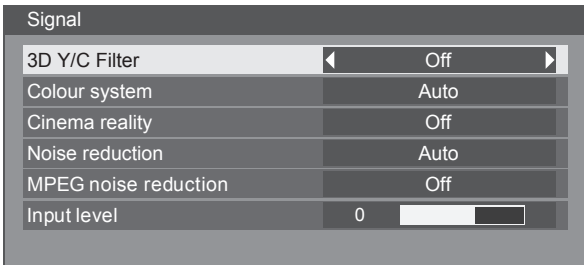 Signal
3D Y/C Filter Off
Colour system Auto
Cinema reality Off
Noise reduction Auto
MPEG noise reduction Off
Input level 0